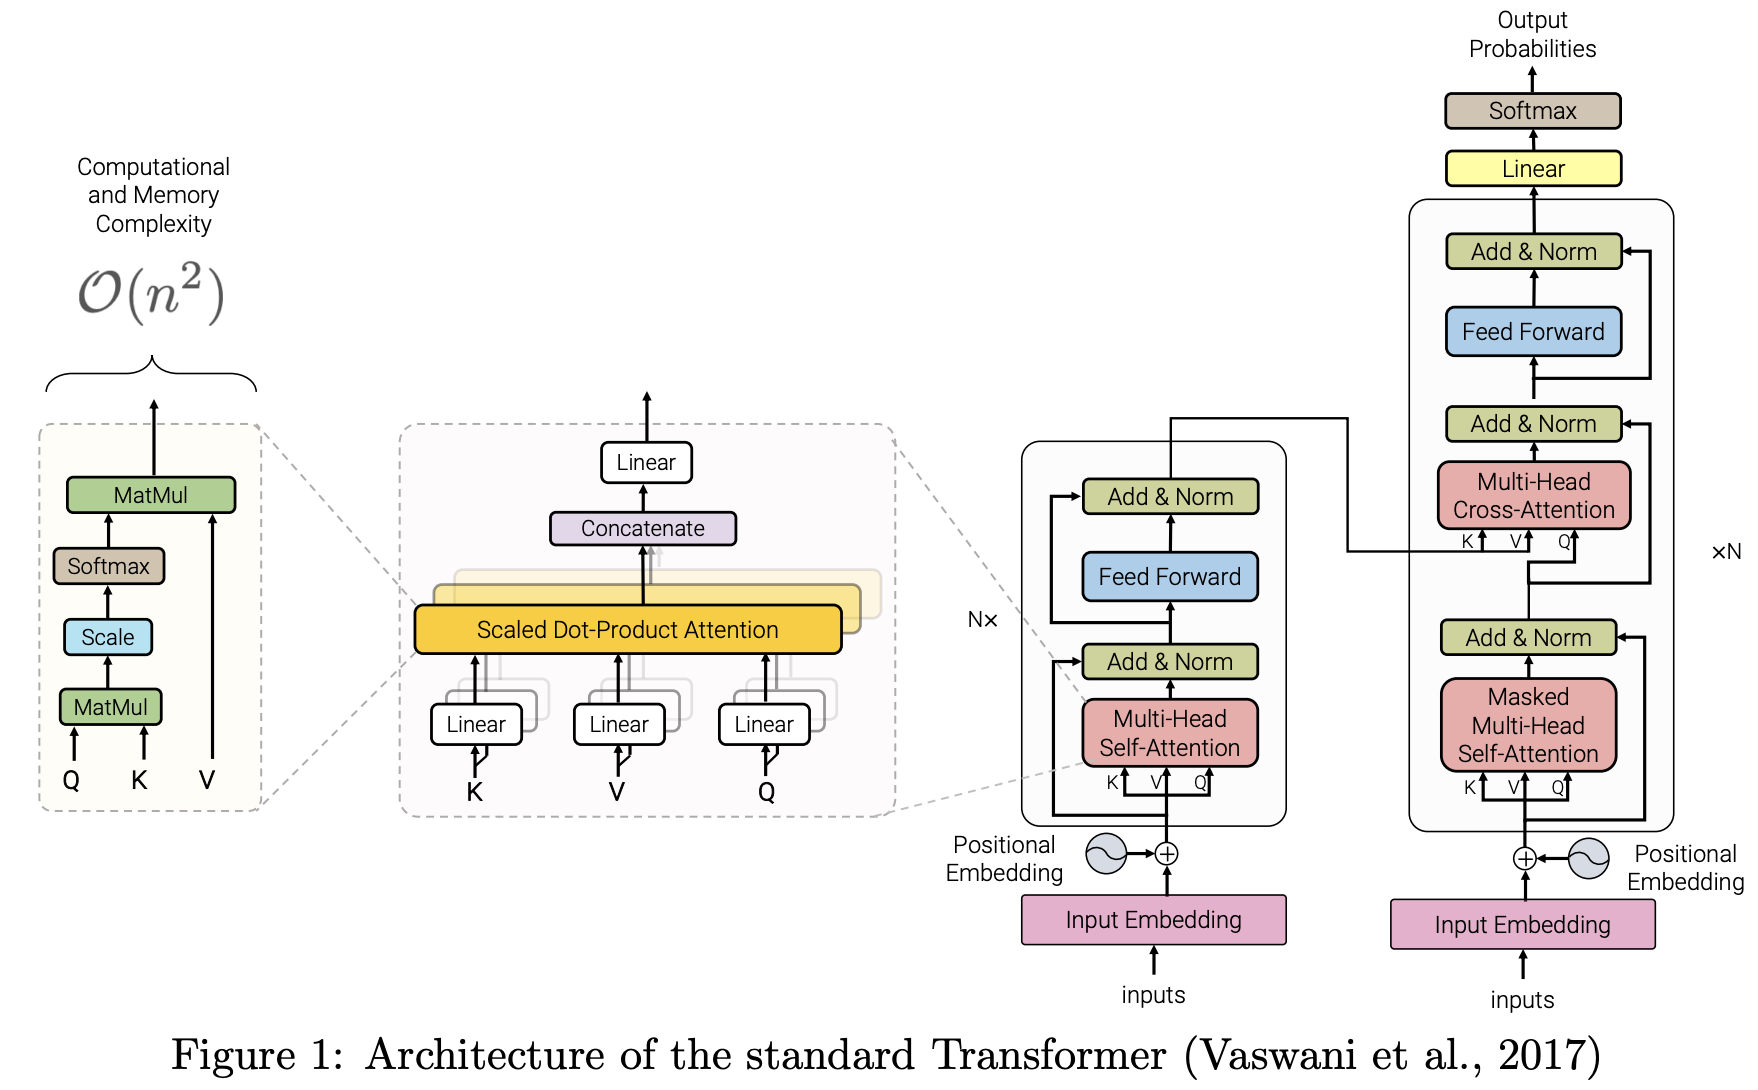 Computational
and Memory
Complexity
𝒪(n²)
MatMul
Softmax
Scale
MatMul
Q K V
Linear
Concatenate
Scaled Dot-Product Attention
Linear Linear Linear
K V Q
N×
Add & Norm
Feed Forward
Add & Norm
Multi-Head
Self-Attention
K V Q
Positional
Embedding
Input Embedding
inputs
Output
Probabilities
Softmax
Linear
Add & Norm
Feed Forward
Add & Norm
Multi-Head
Cross-Attention
K V Q
×N
Add & Norm
Masked
Multi-Head
Self-Attention
K V Q
Positional
Embedding
Input Embedding
inputs
Figure 1: Architecture of the standard Transformer (Vaswani et al., 2017)